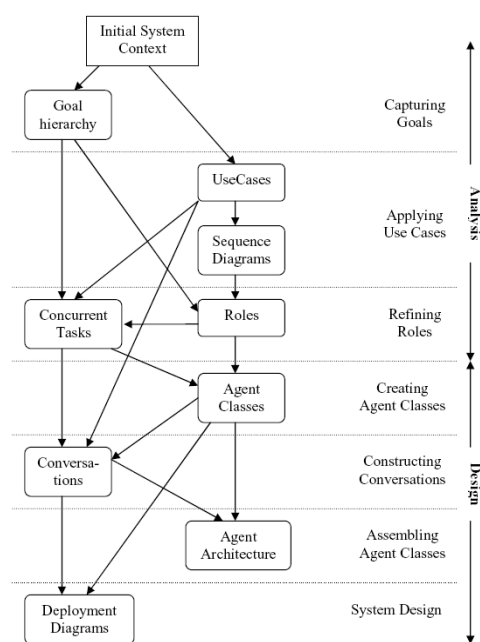 Initial System
Context
Goal
hierarchy
Capturing
Goals
UseCases
Sequence
Diagrams
Applying
Use Cases
Analysis
Concurrent
Tasks
Roles
Refining
Roles
Agent
Classes
Creating
Agent Classes
Conversa-
tions
Constructing
Conversations
Design
Agent
Architecture
Assembling
Agent Classes
Deployment
Diagrams
System Design